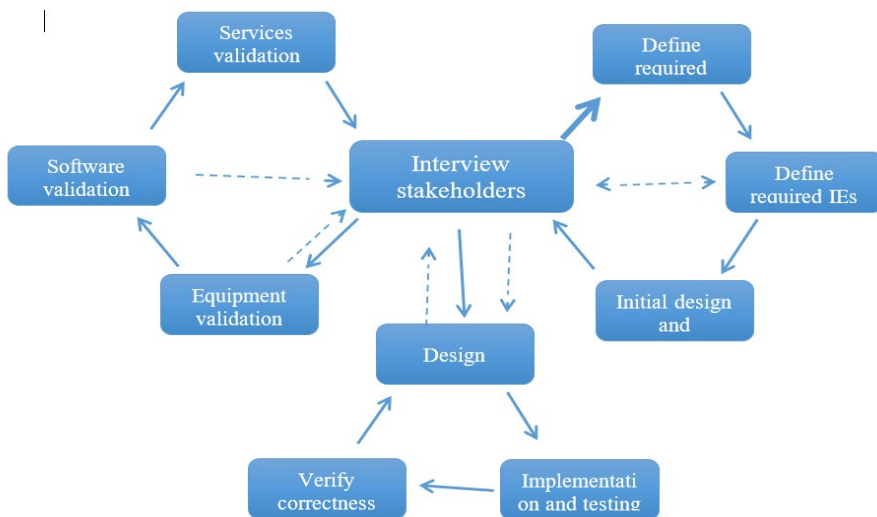 Services
validation
Define
required
Software
validation
Interview
stakeholders
Define
required IEs
Equipment
validation
Initial design
and
Design
Verify
correctness
Implementati
on and testing